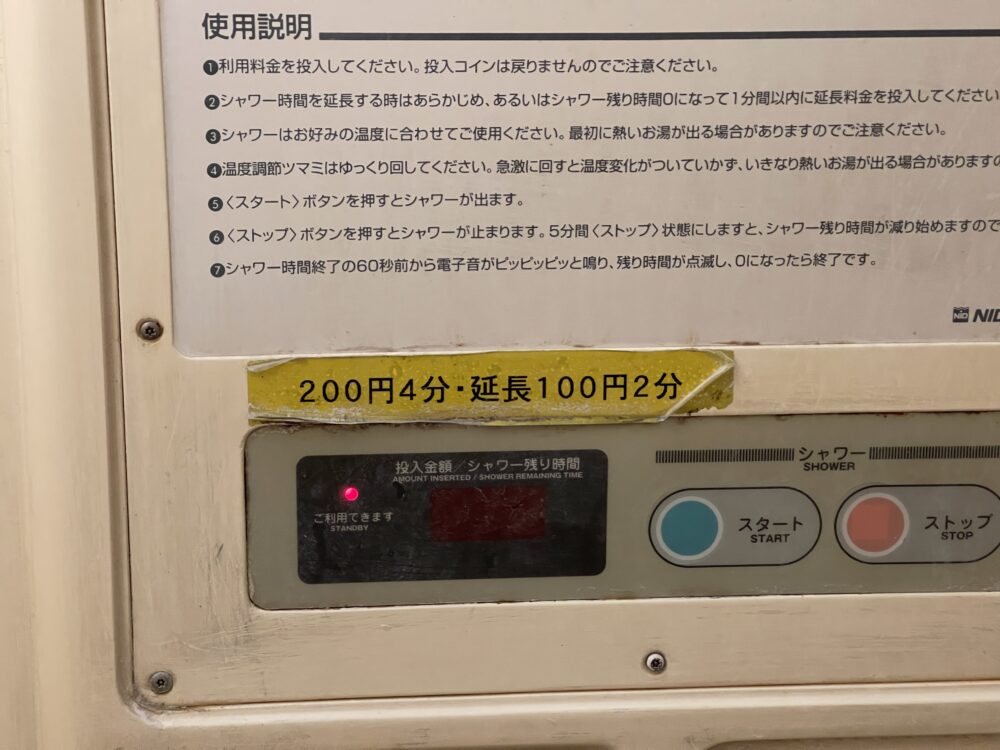 使用説明
❶利用料金を投入してください。投入コインは戻りませんのでご注意ください。
❷シャワー時間を延長する時はあらかじめ、あるいはシャワー残り時間0になって1分間以内に延長料金を投入してください
❸シャワーはお好みの温度に合わせてご使用ください。最初に熱いお湯が出る場合がありますのでご注意ください。
❹温度調節ツマミはゆっくり回してください。急激に回すと温度変化がついていかず、いきなり熱いお湯が出る場合がありますの
❺〈スタート〉ボタンを押すとシャワーが出ます。
❻〈ストップ〉ボタンを押すとシャワーが止まります。5分間〈ストップ〉状態にしますと、シャワー残り時間が減り始めますので
❼シャワー時間終了の60秒前から電子音がピッピッピッと鳴り、残り時間が点滅し、0になったら終了です。
NID
200円4分・延長100円2分
投入金額／シャワー残り時間
AMOUNT INSERTED / SHOWER REMAINING TIME
ご利用できます
STANDBY
シャワー
SHOWER
スタート
START
ストップ
STOP